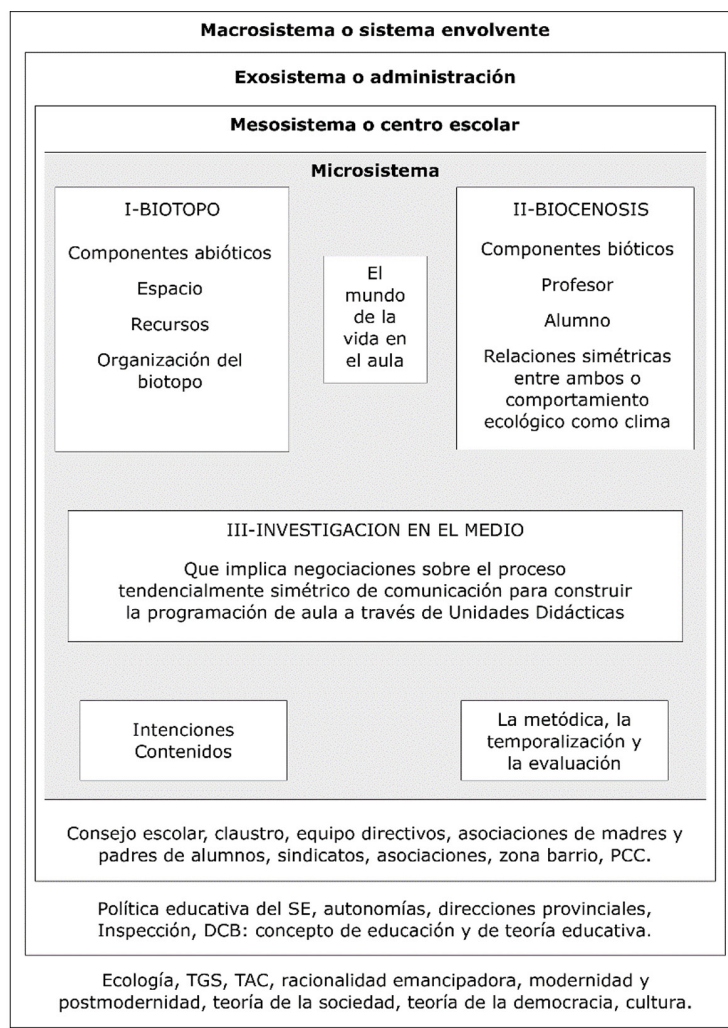 Macrosistema o sistema envolvente
Exosistema o administración
Mesosistema o centro escolar
Microsistema
I-BIOTOPO
Componentes abióticos
Espacio
Recursos
Organización del
biotopo
El
mundo
de la
vida en
el aula
II-BIOCENOSIS
Componentes bióticos
Profesor
Alumno
Relaciones simétricas
entre ambos o
comportamiento
ecológico como clima
III-INVESTIGACION EN EL MEDIO
Que implica negociaciones sobre el proceso
tendencialmente simétrico de comunicación para construir
la programación de aula a través de Unidades Didácticas
Intenciones
Contenidos
La metódica, la
temporalización y
la evaluación
Consejo escolar, claustro, equipo directivos, asociaciones de madres y
padres de alumnos, sindicatos, asociaciones, zona barrio, PCC.
Política educativa del SE, autonomías, direcciones provinciales,
Inspección, DCB: concepto de educación y de teoría educativa.
Ecología, TGS, TAC, racionalidad emancipadora, modernidad y
postmodernidad, teoría de la sociedad, teoría de la democracia, cultura.